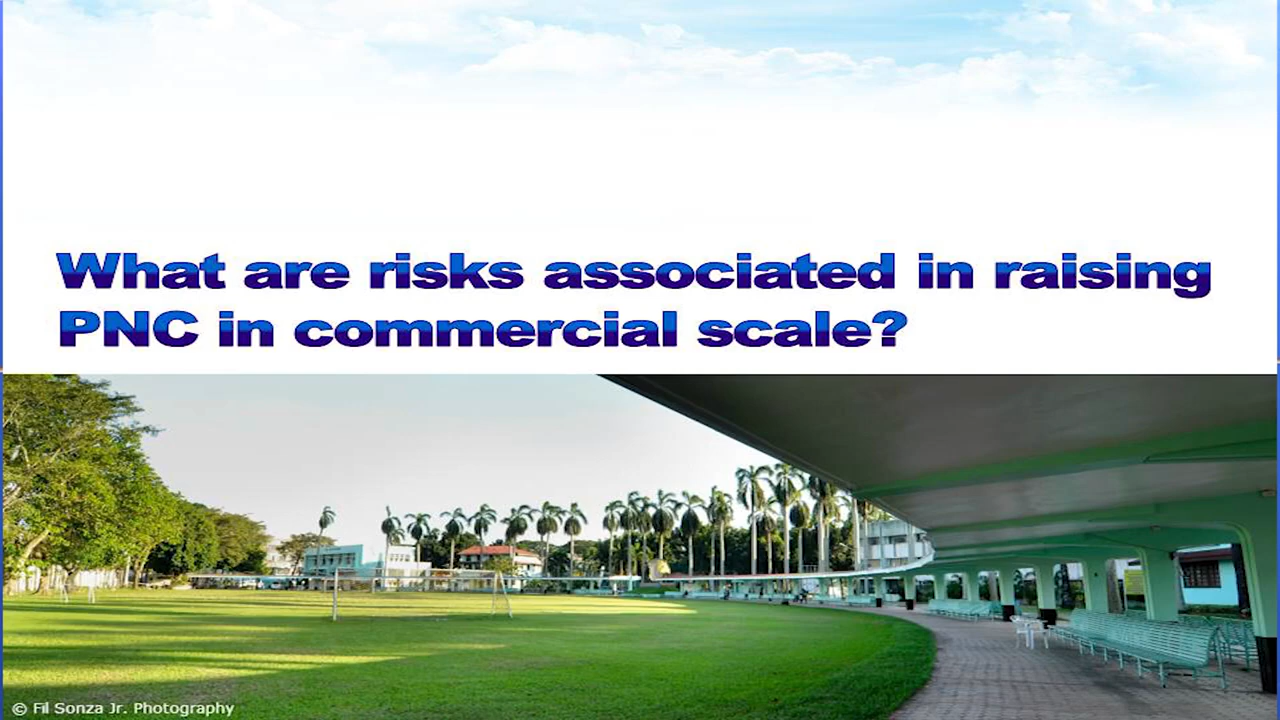 What are risks associated in raising
PNC in commercial scale?
© Fil Sonza Jr. Photography